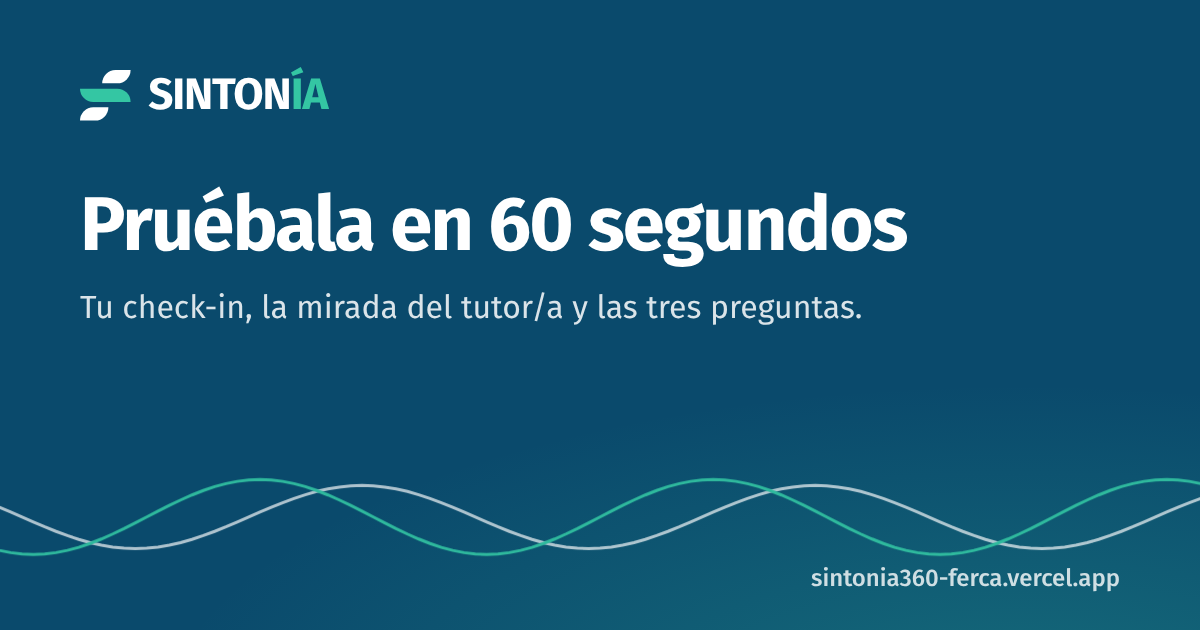 SINTONÍA
Pruébala en 60 segundos
Tu check-in, la mirada del tutor/a y las tres preguntas.
sintonia360-ferca.vercel.app